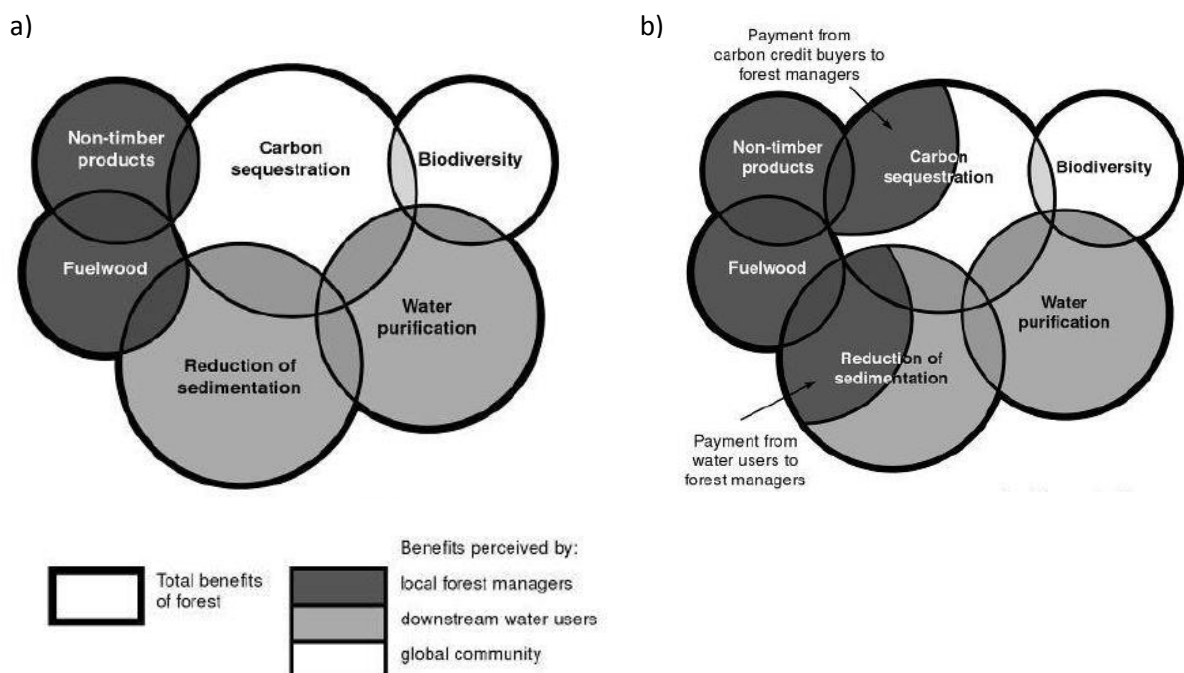 a)
Non-timber
products
Carbon
sequestration
Biodiversity
Fuelwood
Water
purification
Reduction of
sedimentation
b)
Payment from
carbon credit buyers to
forest managers
Non-timber
products
Carbon
sequestration
Biodiversity
Fuelwood
Water
purification
Reduction of
sedimentation
Payment from
water users to
forest managers
Total benefits
of forest
Benefits perceived by:
local forest managers
downstream water users
global community